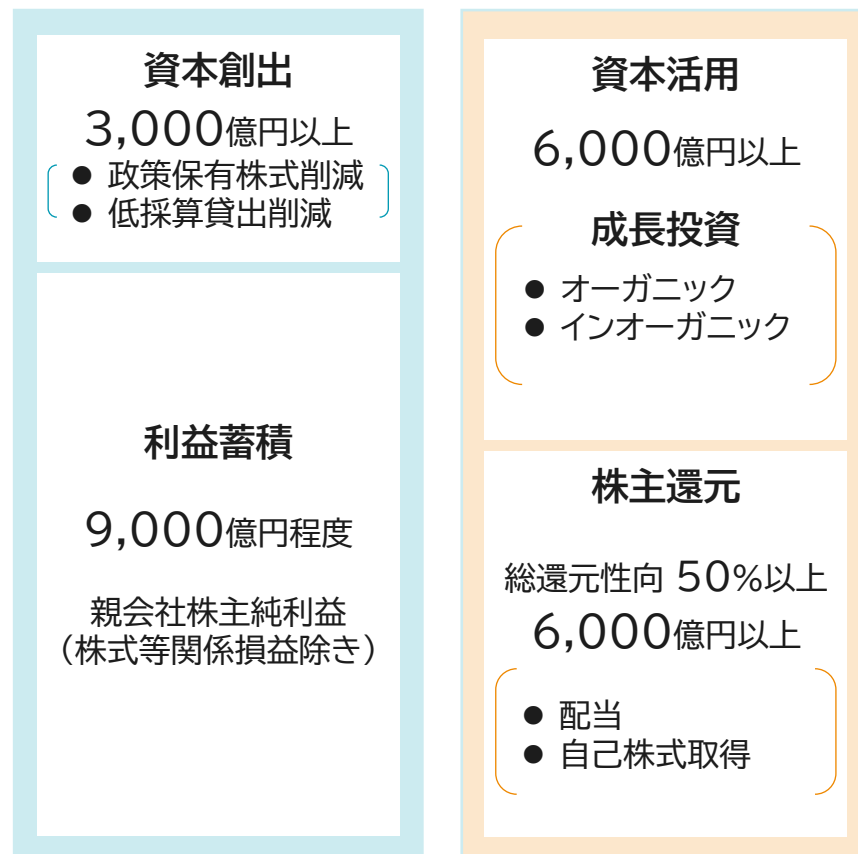 資本創出
3,000億円以上
● 政策保有株式削減
● 低採算貸出削減
利益蓄積
9,000億円程度
親会社株主純利益
（株式等関係損益除き）
資本活用
6,000億円以上
成長投資
● オーガニック
● インオーガニック
株主還元
総還元性向 50%以上
6,000億円以上
● 配当
● 自己株式取得